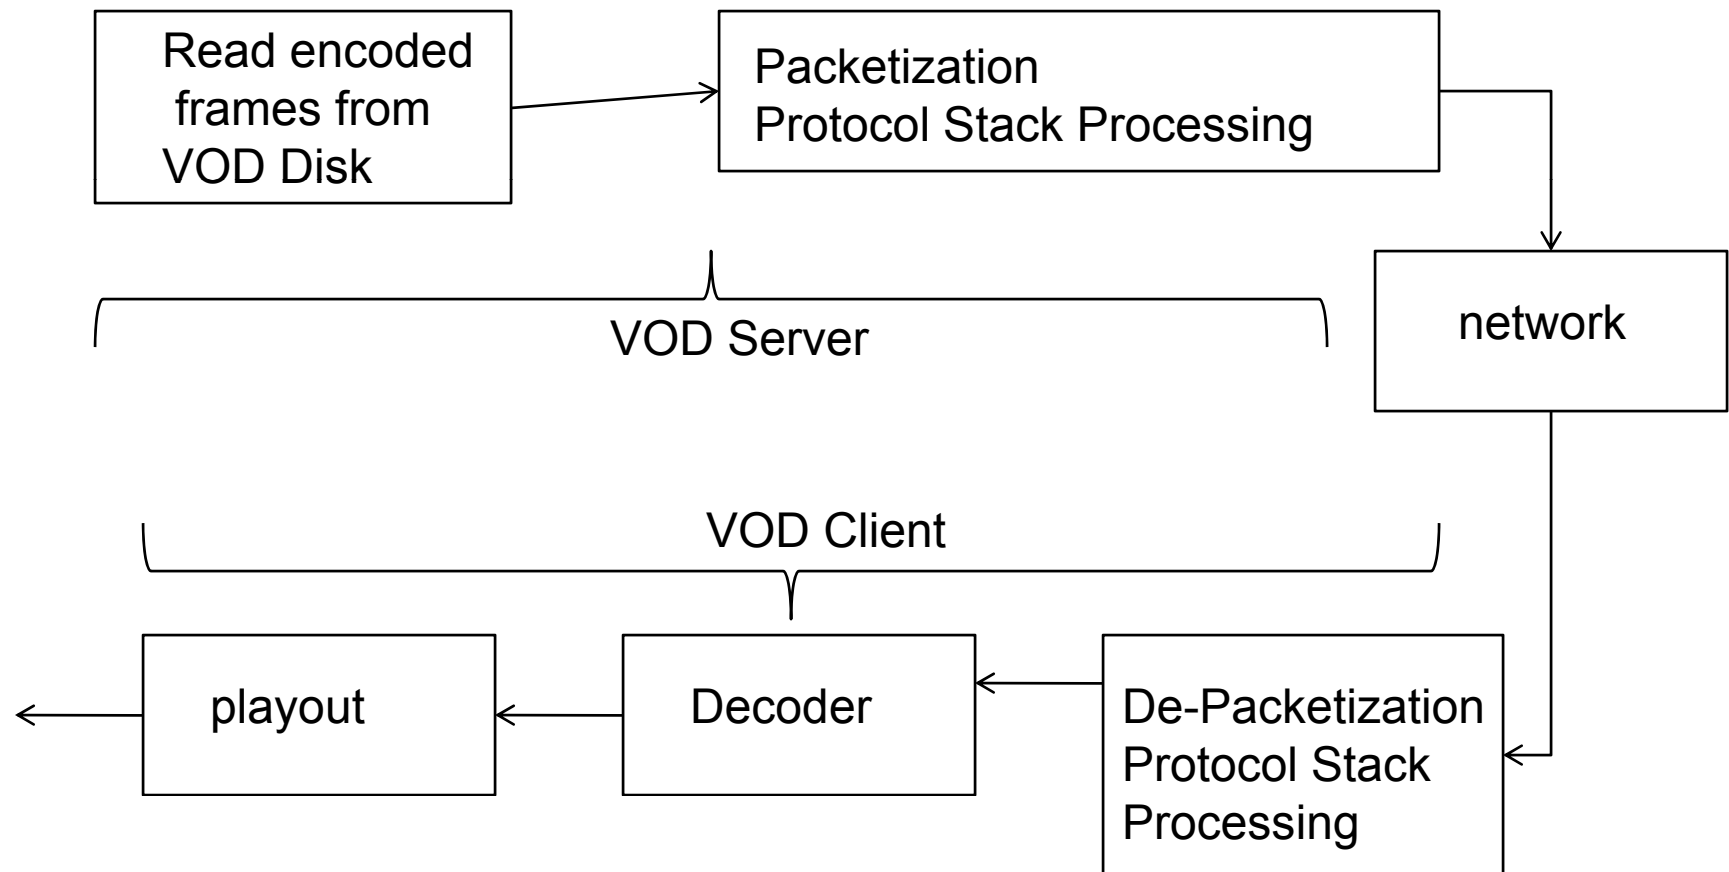 Read encoded
frames from
VOD Disk
Packetization
Protocol Stack Processing
VOD Server
network
VOD Client
playout
Decoder
De-Packetization
Protocol Stack
Processing